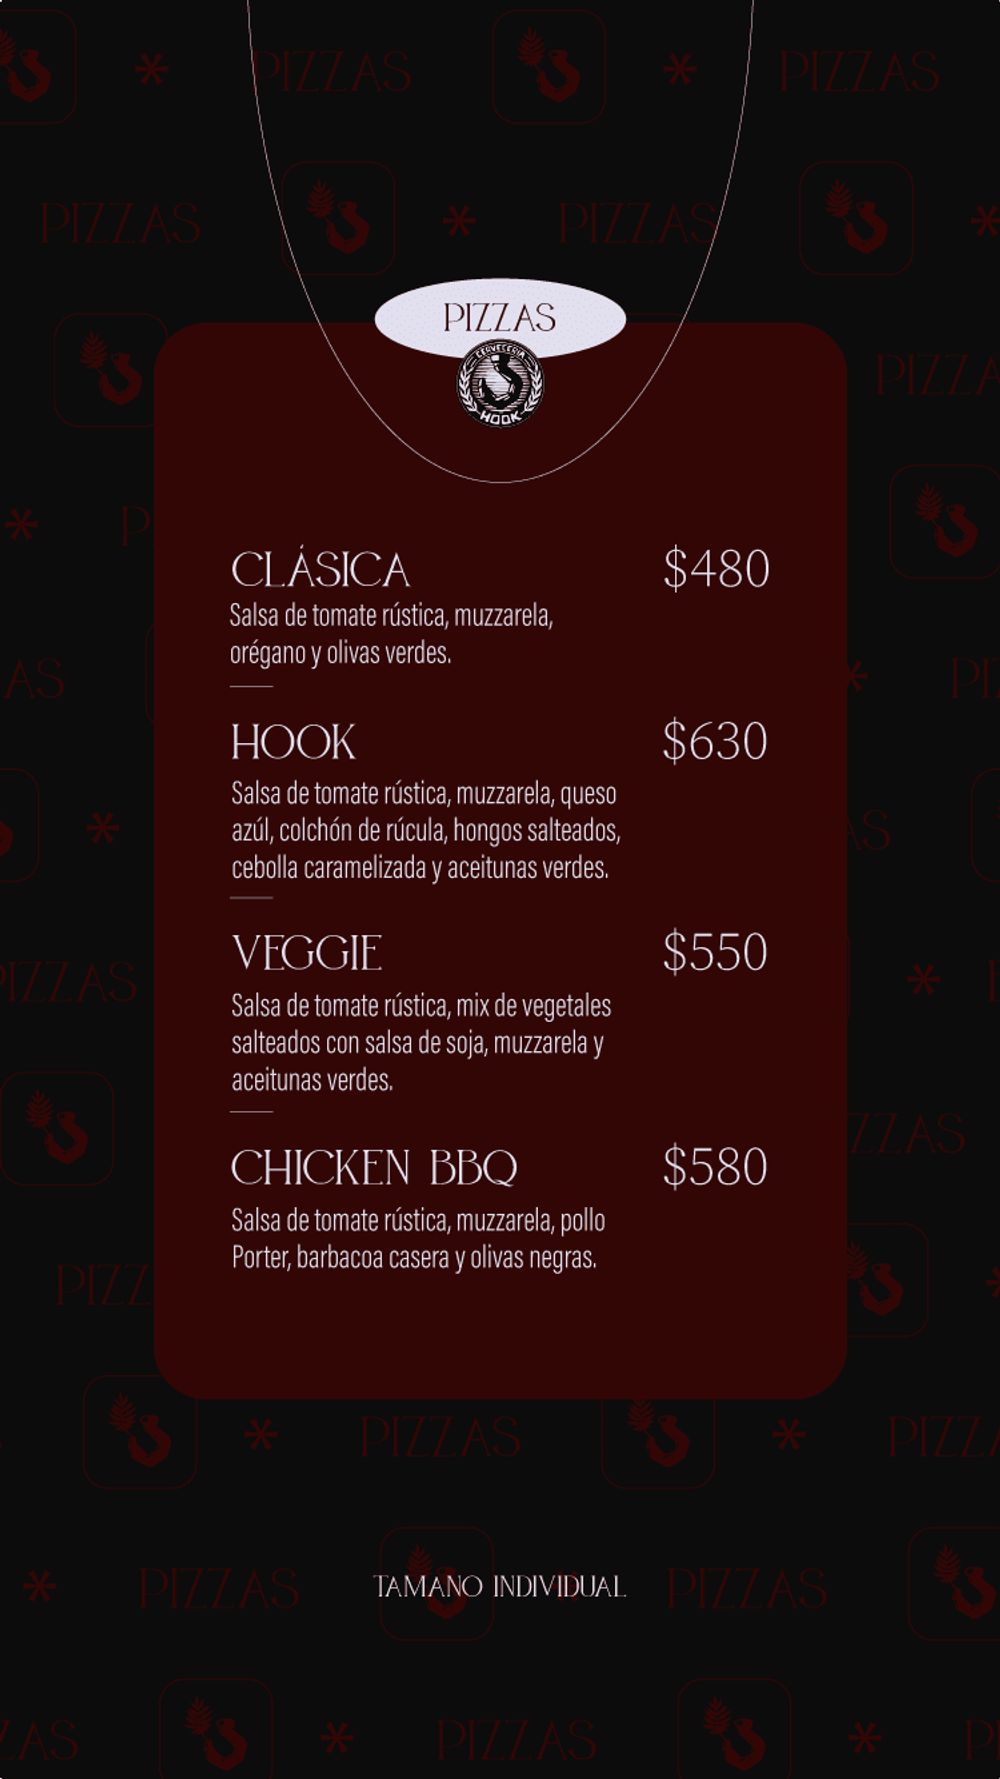 PIZZAS
CERVECERÍA
HOOK
CLÁSICA $480
Salsa de tomate rústica, muzzarela,
orégano y olivas verdes.
HOOK $630
Salsa de tomate rústica, muzzarela, queso
azúl, colchón de rúcula, hongos salteados,
cebolla caramelizada y aceitunas verdes.
VEGGIE $550
Salsa de tomate rústica, mix de vegetales
salteados con salsa de soja, muzzarela y
aceitunas verdes.
CHICKEN BBQ $580
Salsa de tomate rústica, muzzarela, pollo
Porter, barbacoa casera y olivas negras.
TAMANO INDIVIDUAL